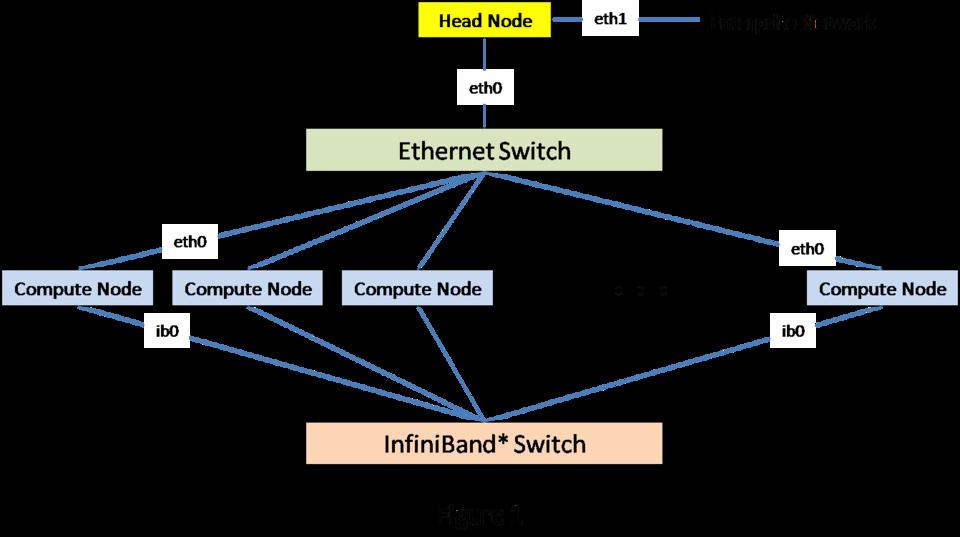 Head Node
eth1
Enterprise Network
eth0
Ethernet Switch
eth0
eth0
Compute Node
Compute Node
Compute Node
Compute Node
ib0
ib0
InfiniBand* Switch
Figure 1